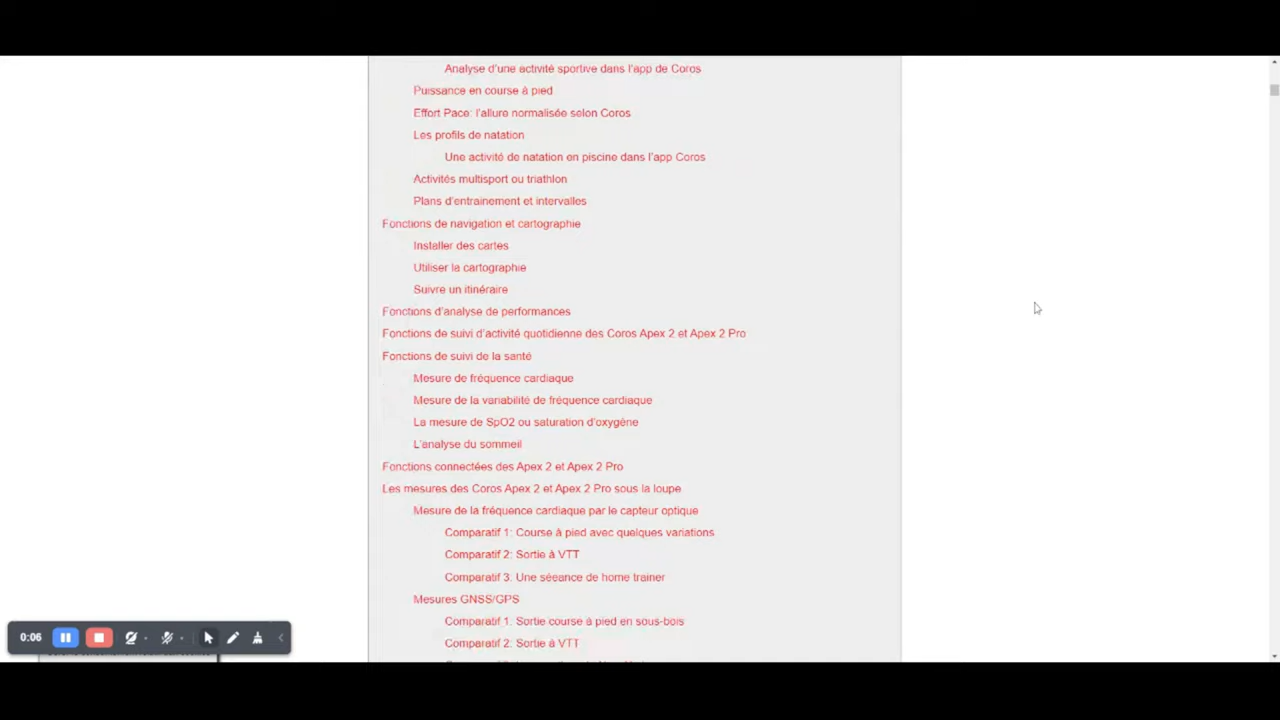 Analyse d'une activité sportive dans l'app de Coros
Puissance en course à pied
Effort Pace: l'allure normalisée selon Coros
Les profils de natation
Une activité de natation en piscine dans l'app Coros
Activités multisport ou triathlon
Plans d'entrainement et intervalles
Fonctions de navigation et cartographie
Installer des cartes
Utiliser la cartographie
Suivre un itinéraire
Fonctions d'analyse de performances
Fonctions de suivi d'activité quotidienne des Coros Apex 2 et Apex 2 Pro
Fonctions de suivi de la santé
Mesure de fréquence cardiaque
Mesure de la variabilité de fréquence cardiaque
La mesure de SpO2 ou saturation d'oxygène
L'analyse du sommeil
Fonctions connectées des Apex 2 et Apex 2 Pro
Les mesures des Coros Apex 2 et Apex 2 Pro sous la loupe
Mesure de la fréquence cardiaque par le capteur optique
Comparatif 1: Course à pied avec quelques variations
Comparatif 2: Sortie à VTT
Comparatif 3. Une séeance de home trainer
Mesures GNSS/GPS
Comparatif 1: Sortie course à pied en sous-bois
Comparatif 2: Sortie à VTT
0:06